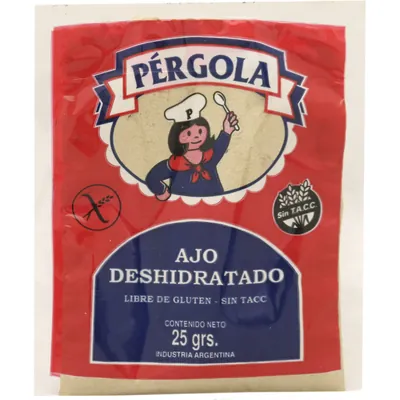 PÉRGOLA
P
Sin T.A.C.C.
AJO
DESHIDRATADO
LIBRE DE GLUTEN - SIN TACC
CONTENIDO NETO
25 grs.
INDUSTRIA ARGENTINA